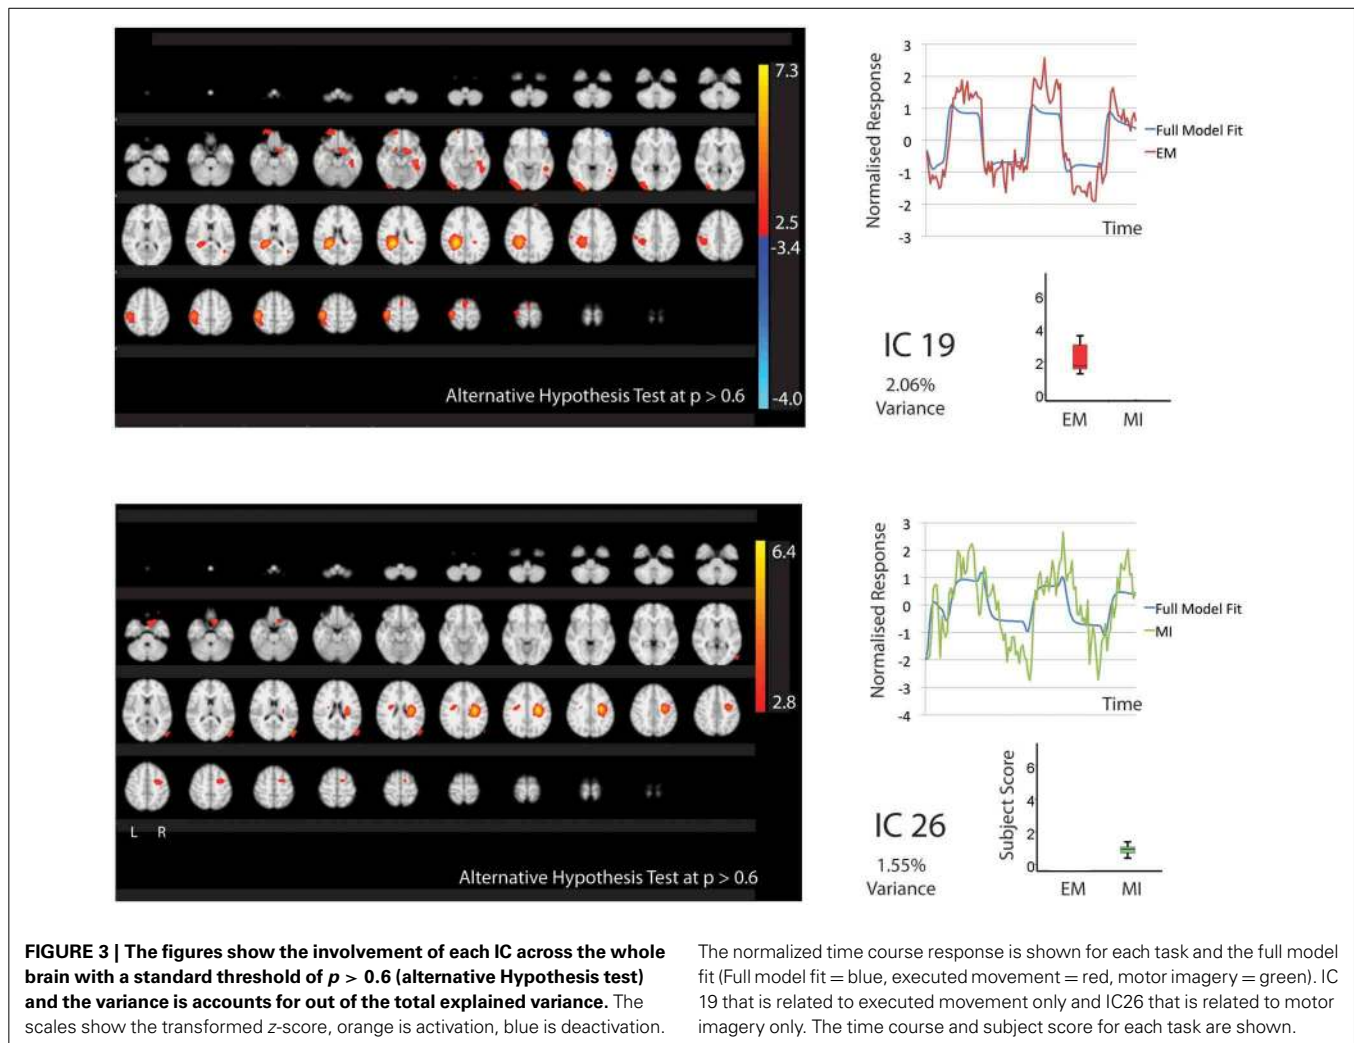 7.3
2.5
-3.4
-4.0
Alternative Hypothesis Test at p > 0.6
3
2
1
0
-1
-2
-3
Normalised Response
Time
Full Model Fit
EM
IC 19
2.06%
Variance
6
4
2
0
EM MI
6.4
2.8
L R
Alternative Hypothesis Test at p > 0.6
3
2
1
0
-1
-2
-3
-4
Normalised Response
Time
Full Model Fit
MI
IC 26
1.55%
Variance
Subject Score
6
4
2
0
EM MI
FIGURE 3 | The figures show the involvement of each IC across the whole
brain with a standard threshold of p > 0.6 (alternative Hypothesis test)
and the variance is accounts for out of the total explained variance. The
scales show the transformed z-score, orange is activation, blue is deactivation.
The normalized time course response is shown for each task and the full model
fit (Full model fit = blue, executed movement = red, motor imagery = green). IC
19 that is related to executed movement only and IC26 that is related to motor
imagery only. The time course and subject score for each task are shown.